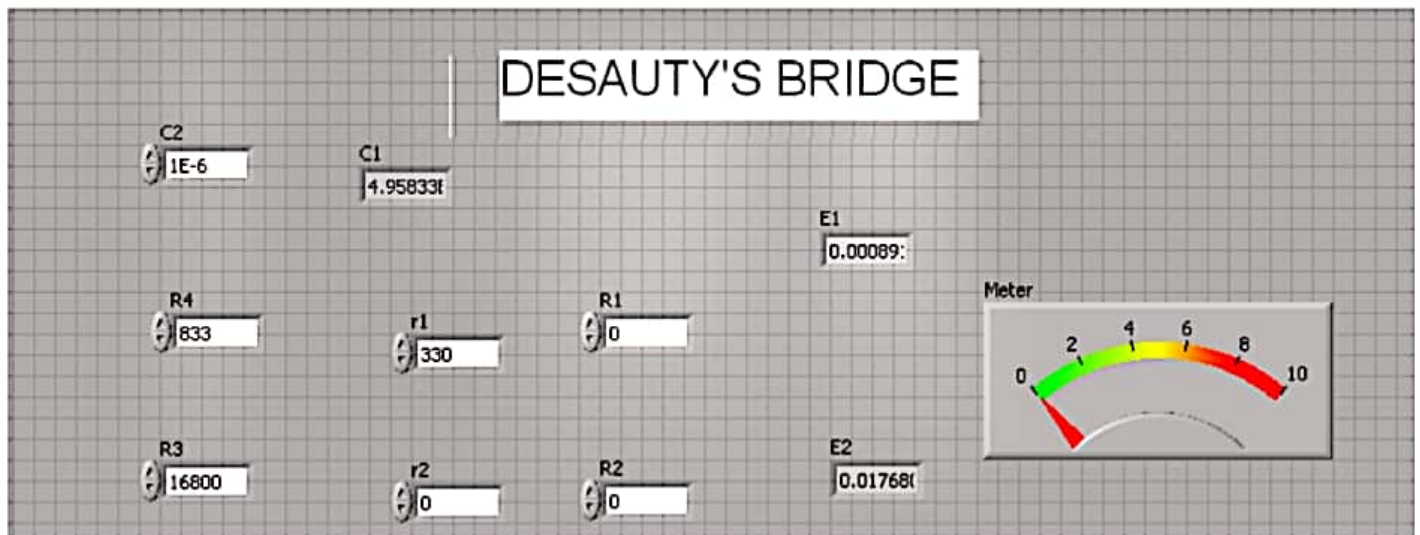 DESAUTY'S BRIDGE
C2
1E-6
C1
4.95833
E1
0.00089
Meter
0 2 4 6 8 10
R4
833
r1
330
R1
0
R3
16800
r2
0
R2
0
E2
0.01768